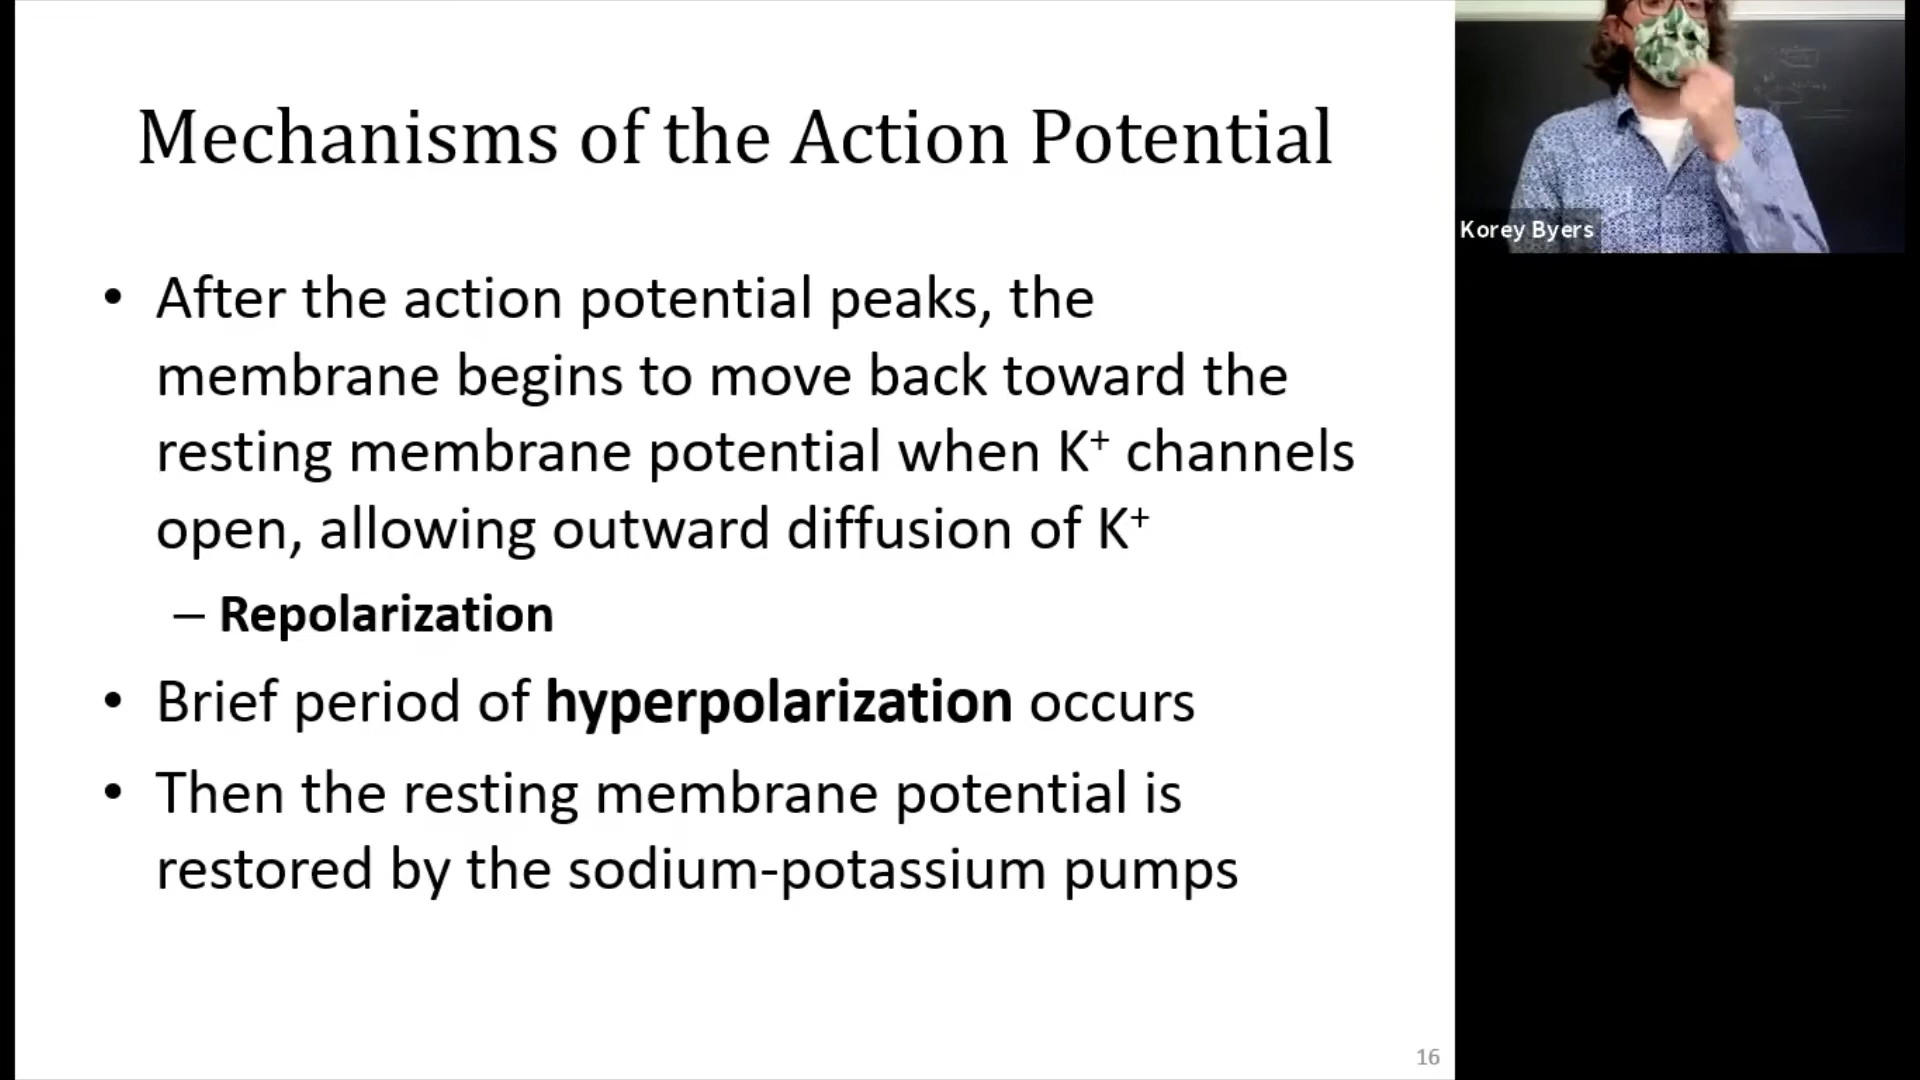 Mechanisms of the Action Potential
• After the action potential peaks, the
membrane begins to move back toward the
resting membrane potential when K⁺ channels
open, allowing outward diffusion of K⁺
– Repolarization
• Brief period of hyperpolarization occurs
• Then the resting membrane potential is
restored by the sodium-potassium pumps
16
Korey Byers